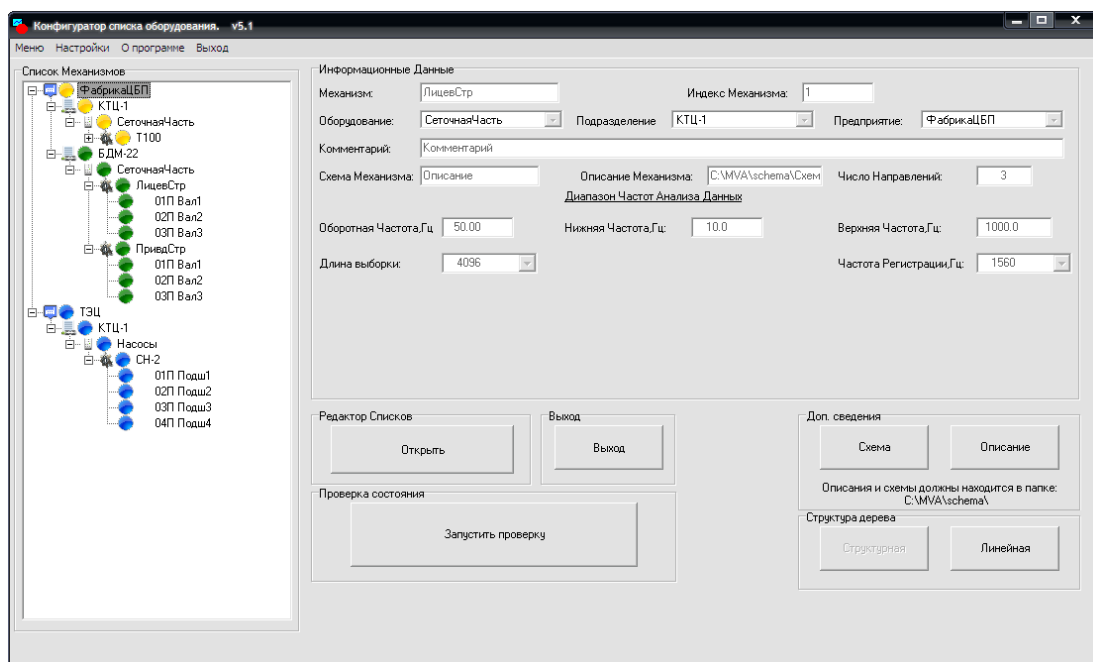 Конфигуратор списка оборудования. v5.1
Меню Настройки О программе Выход
Список Механизмов
ФабрикаЦБП
КТЦ-1
СеточнаяЧасть
Т100
БДМ-22
СеточнаяЧасть
ЛицевСтр
01П Вал1
02П Вал2
03П Вал3
ПривдСтр
01П Вал1
02П Вал2
03П Вал3
ТЭЦ
КТЦ-1
Насосы
СН-2
01П Подш1
02П Подш2
03П Подш3
04П Подш4
Информационные Данные
Механизм: ЛицевСтр Индекс Механизма: 1
Оборудование: СеточнаяЧасть Подразделение КТЦ-1 Предприятие: ФабрикаЦБП
Комментарий: Комментарий
Схема Механизма: Описание Описание Механизма: C:\MVA\schema\Схем Число Направлений: 3
Диапазон Частот Анализа Данных
Оборотная Частота,Гц 50.00 Нижняя Частота,Гц: 10.0 Верхняя Частота,Гц: 1000.0
Длина выборки: 4096 Частота Регистрации,Гц: 1560
Редактор Списков Выход Доп. сведения
Открыть Выход Схема Описание
Описания и схемы должны находится в папке:
C:\MVA\schema\
Проверка состояния
Запустить проверку
Структура дерева
Структурная Линейная